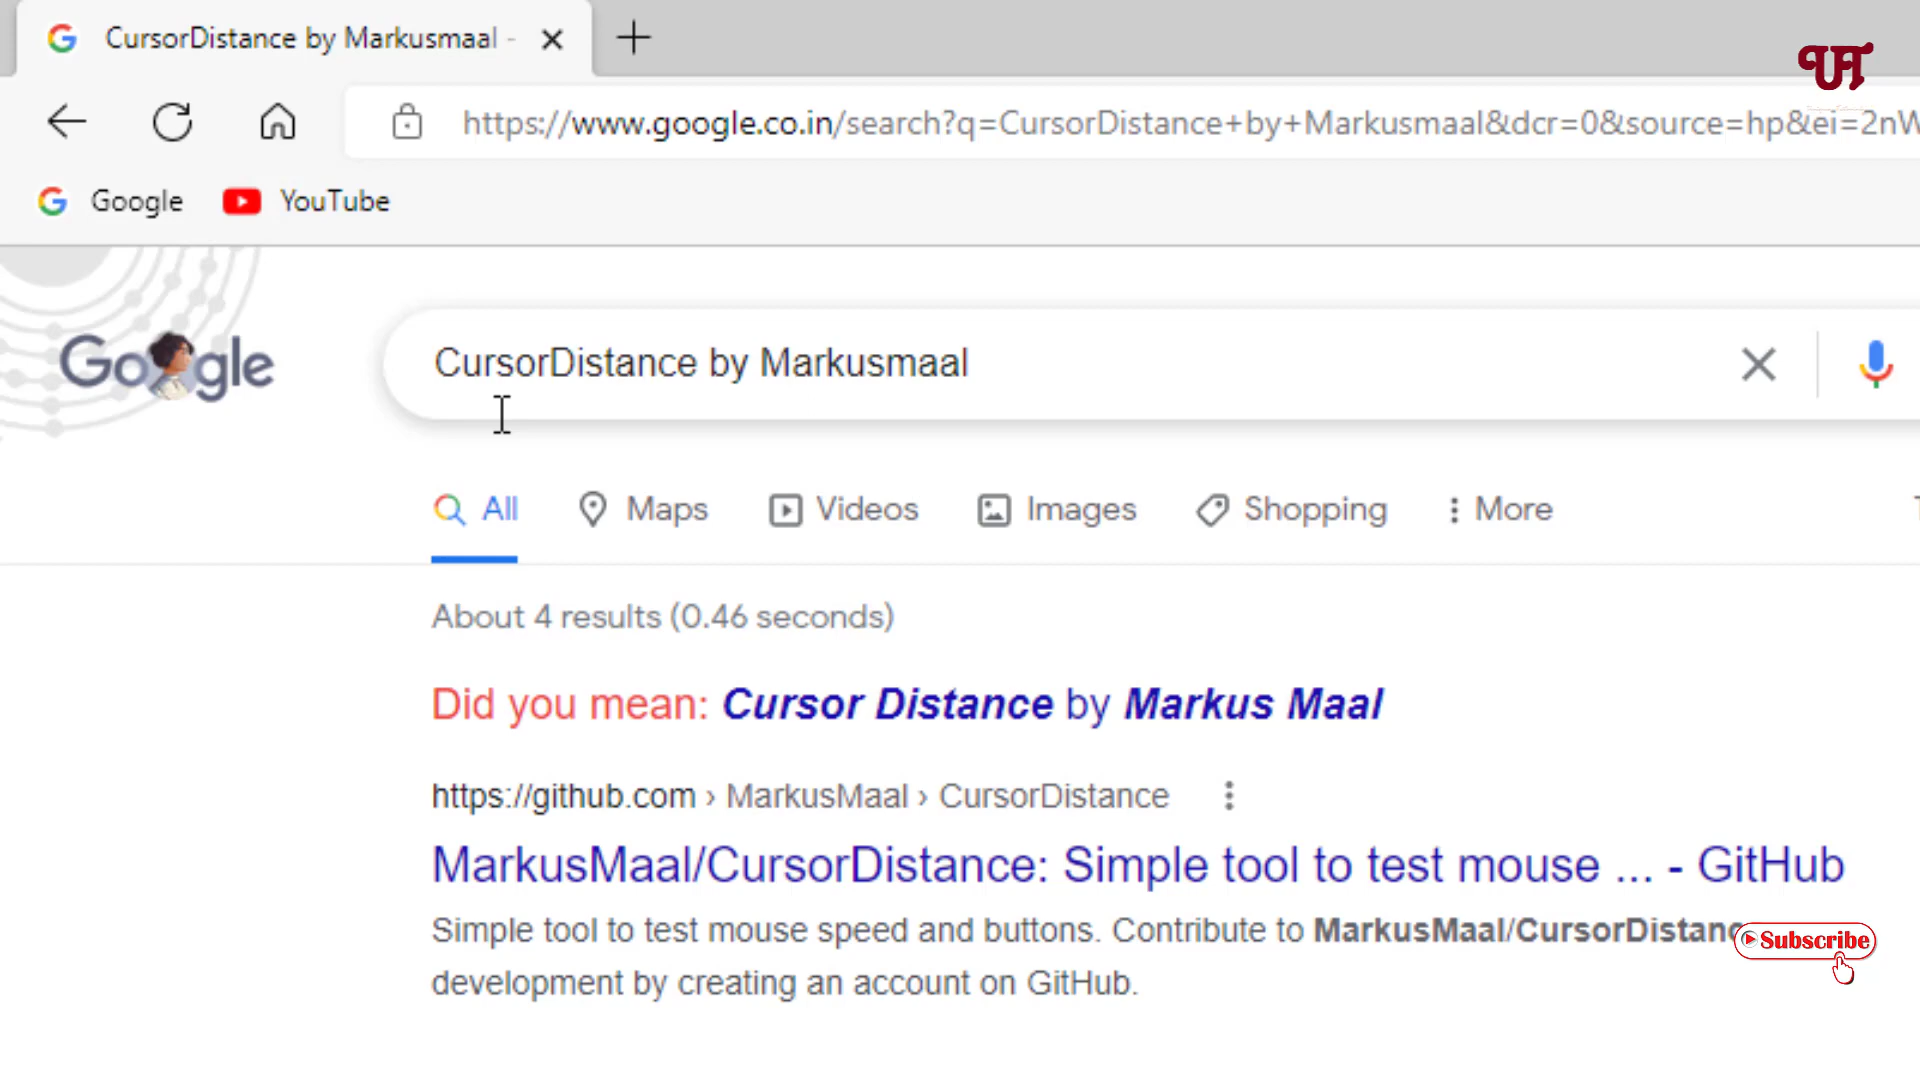 CursorDistance by Markusmaal -
https://www.google.co.in/search?q=CursorDistance+by+Markusmaal&dcr=0&source=hp&ei=2nW
Google YouTube
Google
CursorDistance by Markusmaal
All Maps Videos Images Shopping More
About 4 results (0.46 seconds)
Did you mean: Cursor Distance by Markus Maal
https://github.com › MarkusMaal › CursorDistance
MarkusMaal/CursorDistance: Simple tool to test mouse ... - GitHub
Simple tool to test mouse speed and buttons. Contribute to MarkusMaal/CursorDistanc
Subscribe
development by creating an account on GitHub.